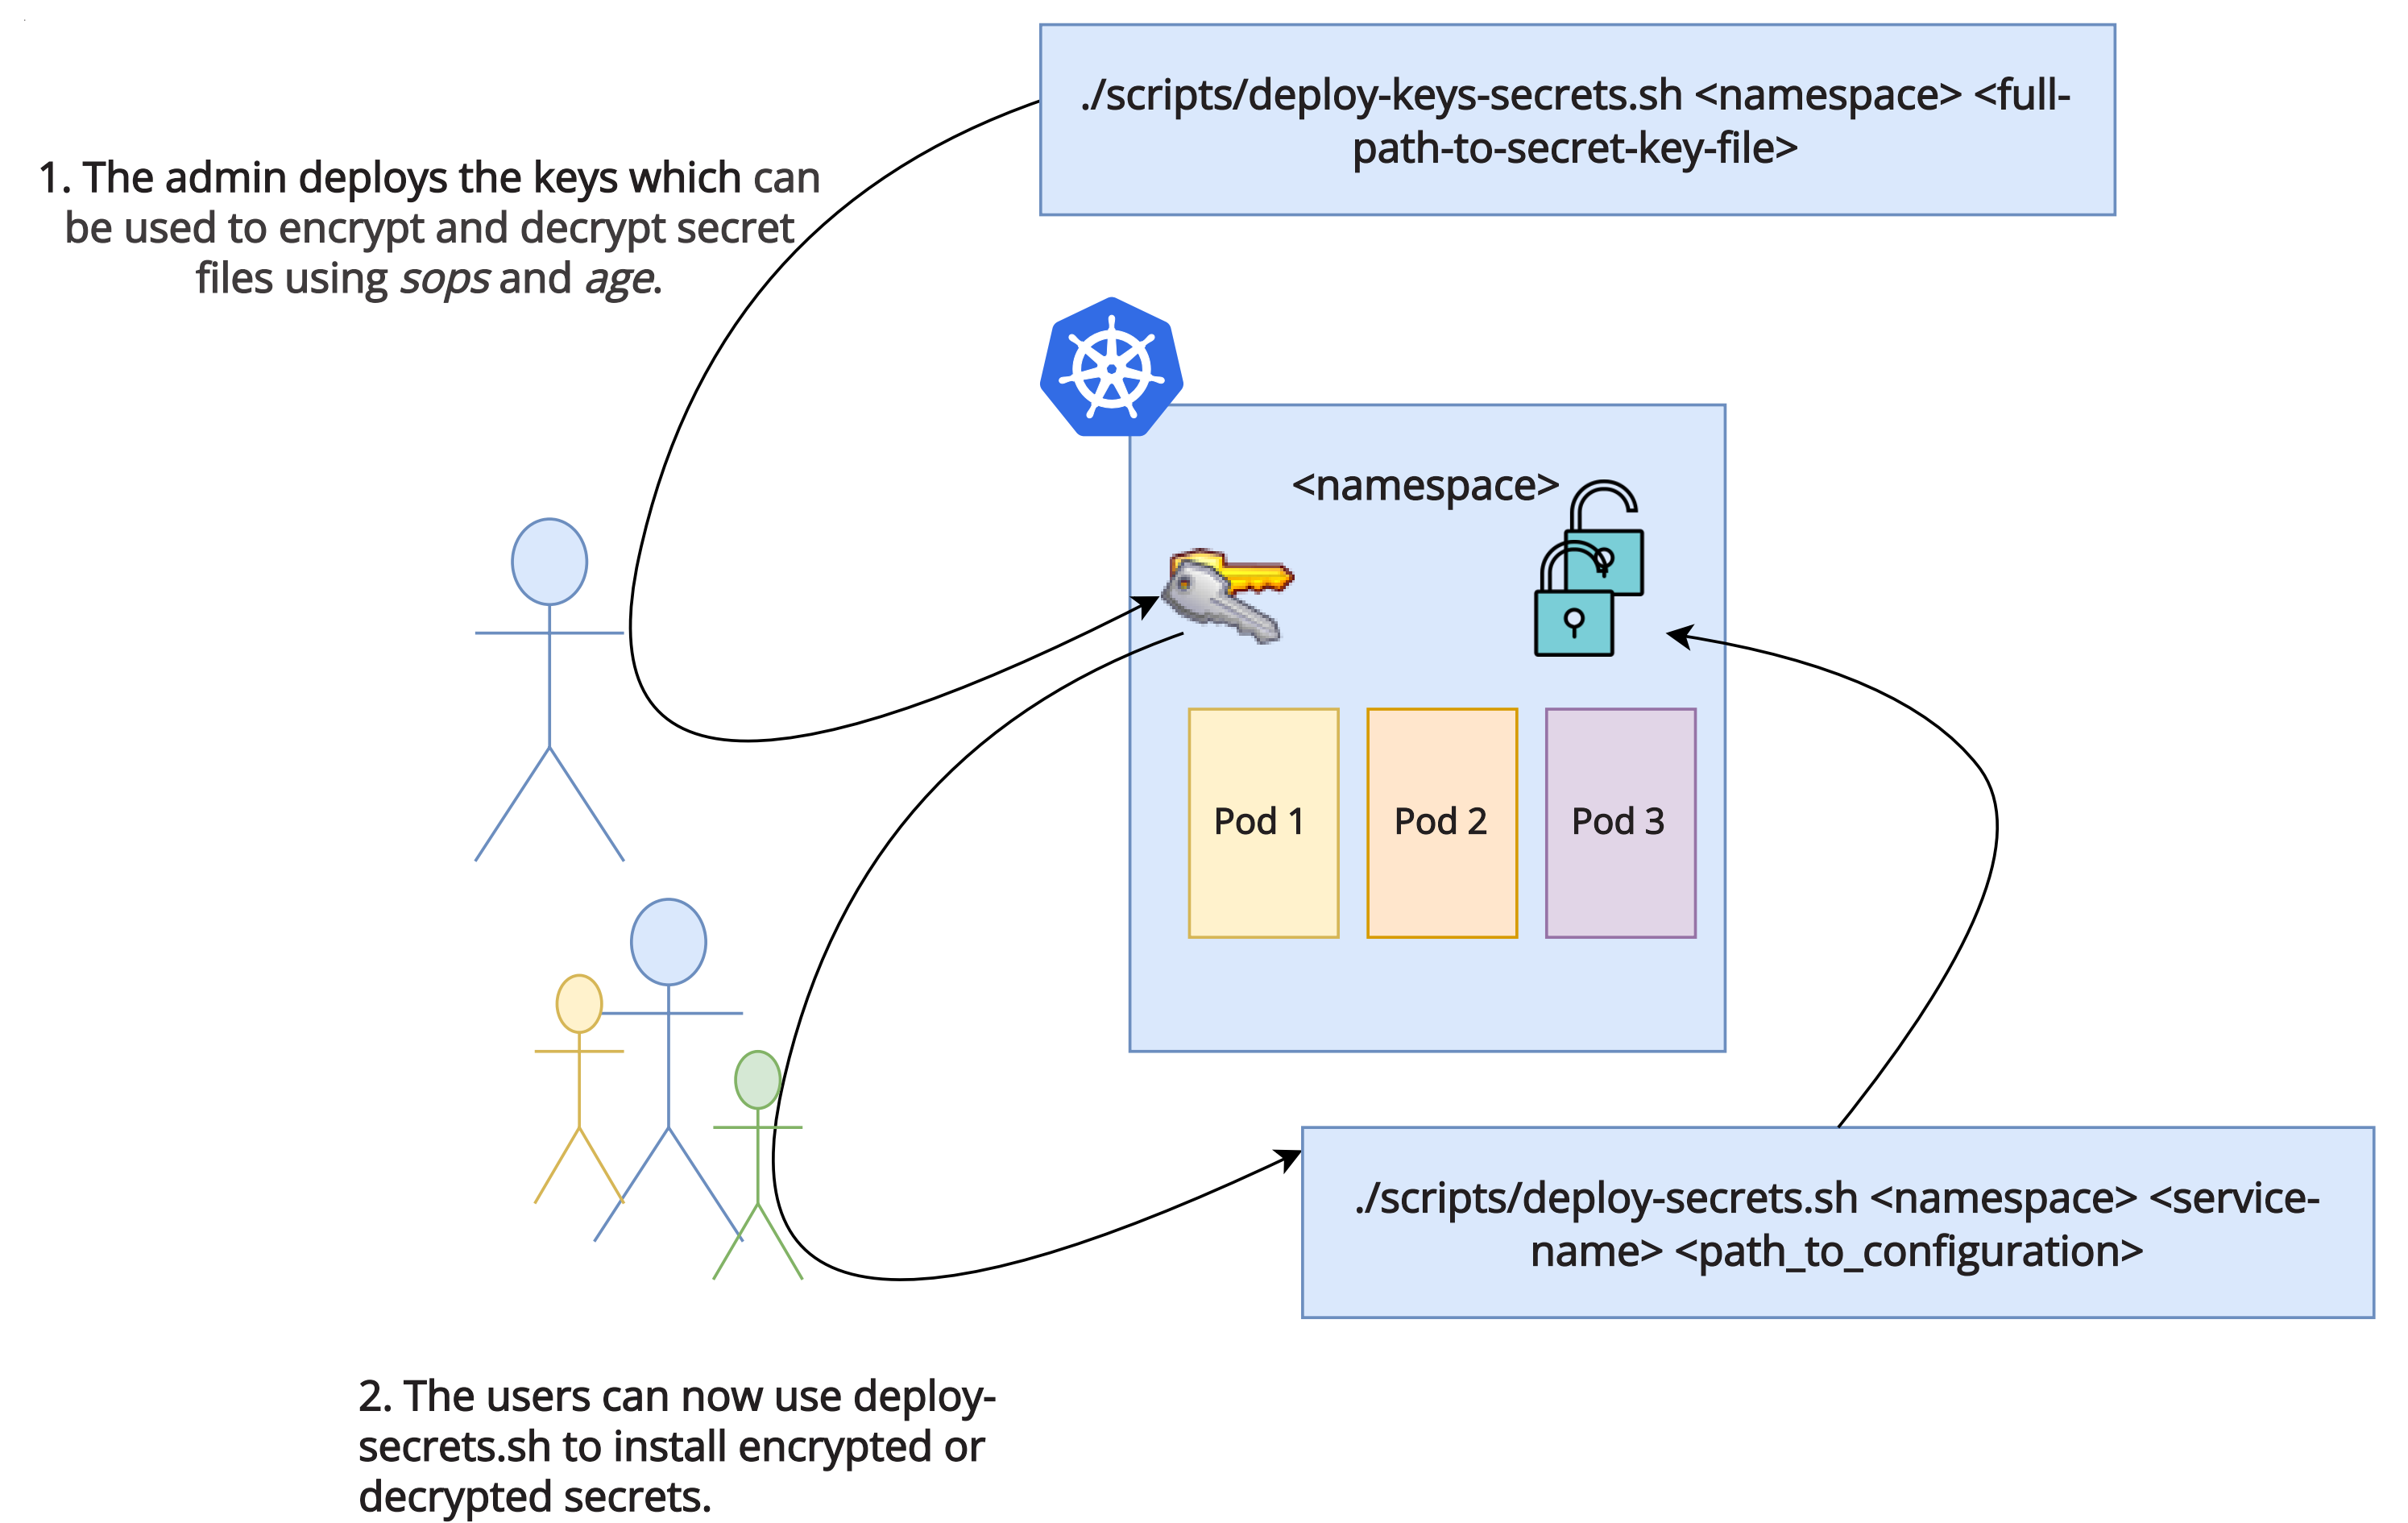 ./scripts/deploy-keys-secrets.sh <namespace> <full-
path-to-secret-key-file>
1. The admin deploys the keys which can
be used to encrypt and decrypt secret
files using sops and age.
<namespace>
Pod 1
Pod 2
Pod 3
./scripts/deploy-secrets.sh <namespace> <service-
name> <path_to_configuration>
2. The users can now use deploy-
secrets.sh to install encrypted or
decrypted secrets.